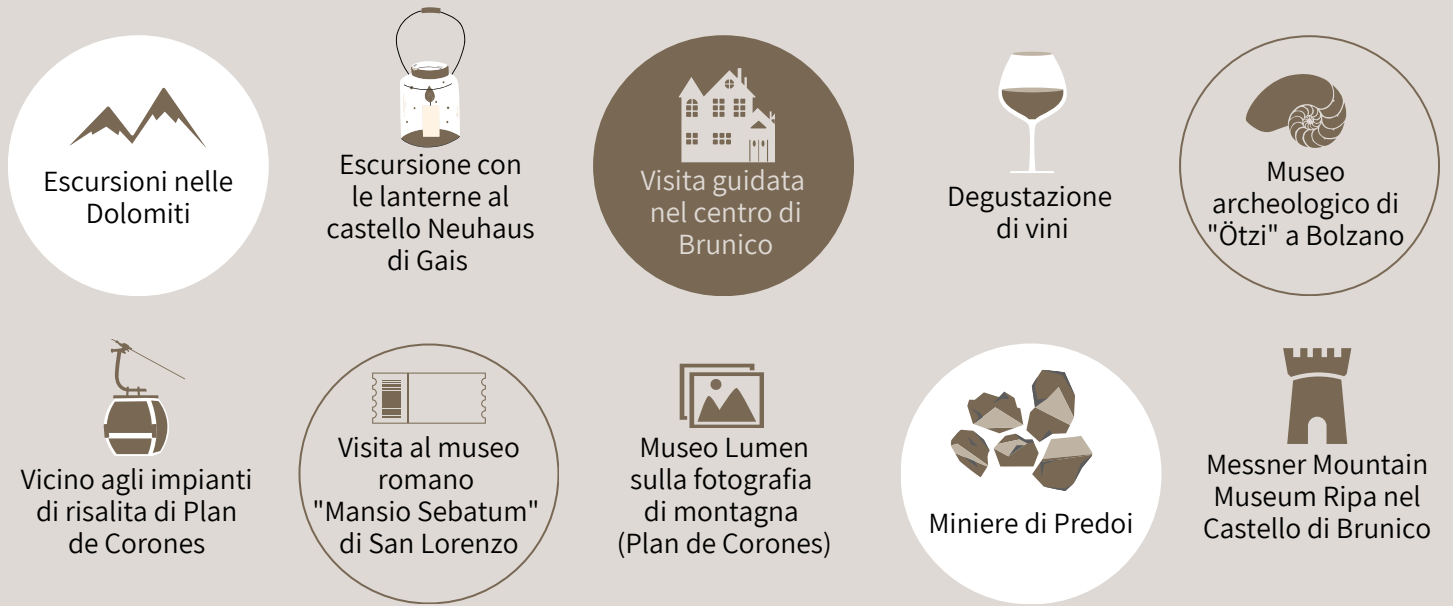 Escursioni nelle
Dolomiti
Escursione con
le lanterne al
castello Neuhaus
di Gais
Visita guidata
nel centro di
Brunico
Degustazione
di vini
Museo
archeologico di
"Ötzi" a Bolzano
Vicino agli impianti
di risalita di Plan
de Corones
Visita al museo
romano
"Mansio Sebatum"
di San Lorenzo
Museo Lumen
sulla fotografia
di montagna
(Plan de Corones)
Miniere di Predoi
Messner Mountain
Museum Ripa nel
Castello di Brunico